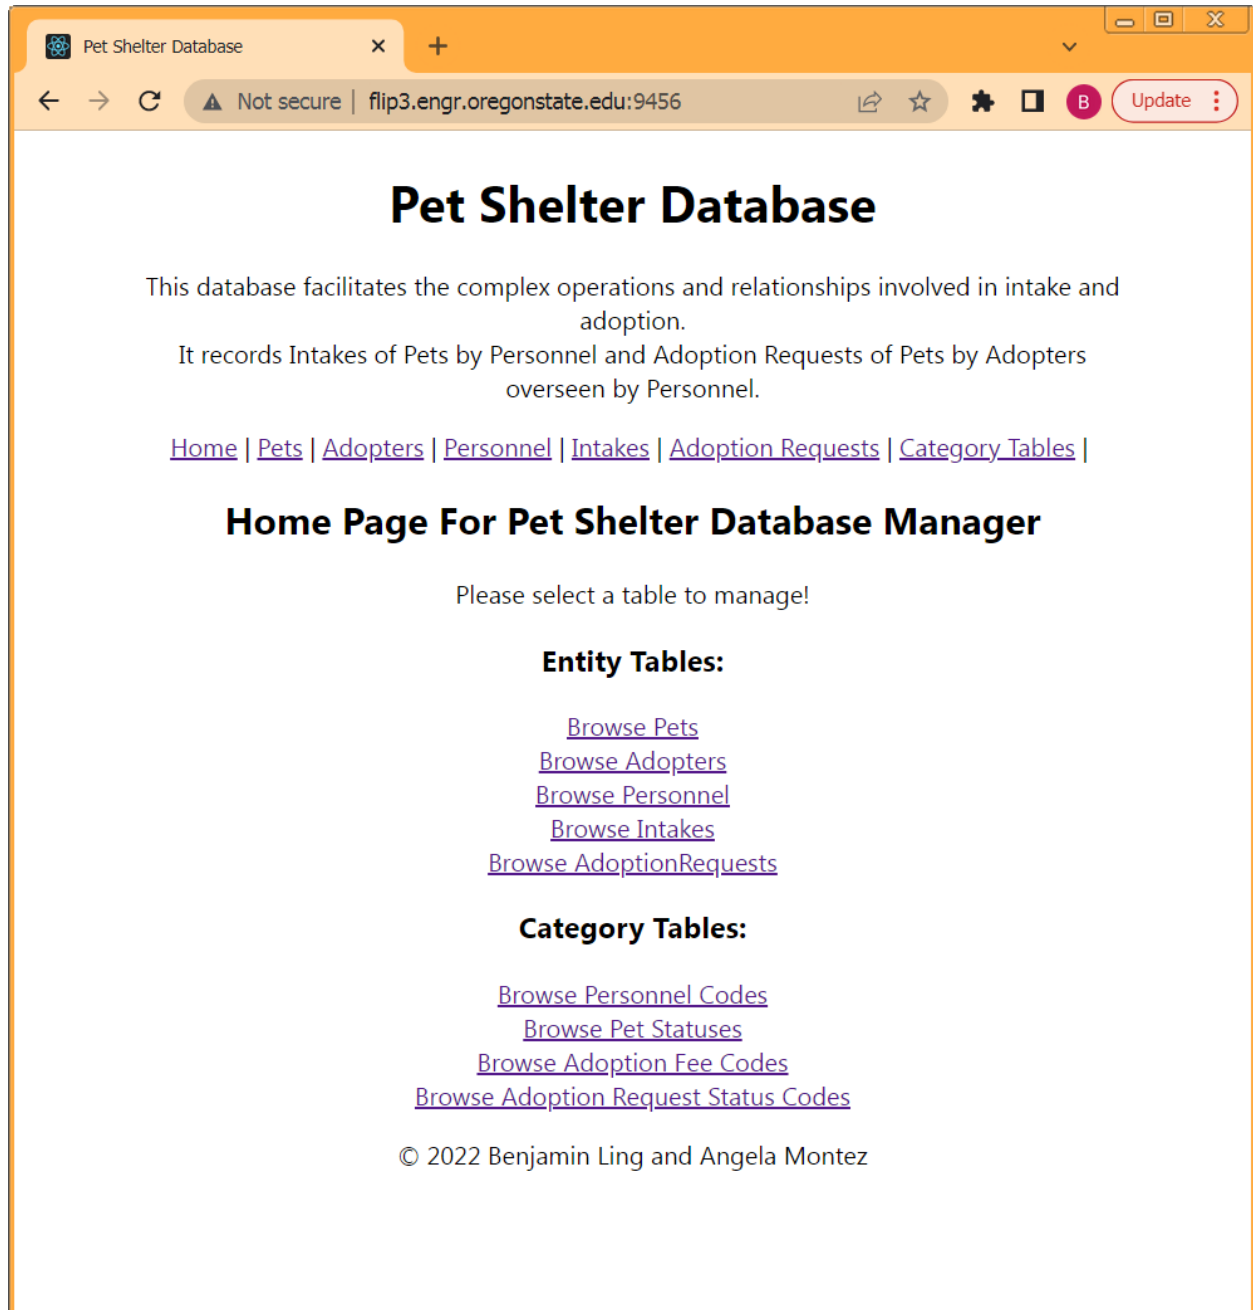 Pet Shelter Database
Not secure | flip3.engr.oregonstate.edu:9456
B
Update
Pet Shelter Database
This database facilitates the complex operations and relationships involved in intake and
adoption.
It records Intakes of Pets by Personnel and Adoption Requests of Pets by Adopters
overseen by Personnel.
Home | Pets | Adopters | Personnel | Intakes | Adoption Requests | Category Tables |
Home Page For Pet Shelter Database Manager
Please select a table to manage!
Entity Tables:
Browse Pets
Browse Adopters
Browse Personnel
Browse Intakes
Browse AdoptionRequests
Category Tables:
Browse Personnel Codes
Browse Pet Statuses
Browse Adoption Fee Codes
Browse Adoption Request Status Codes
© 2022 Benjamin Ling and Angela Montez